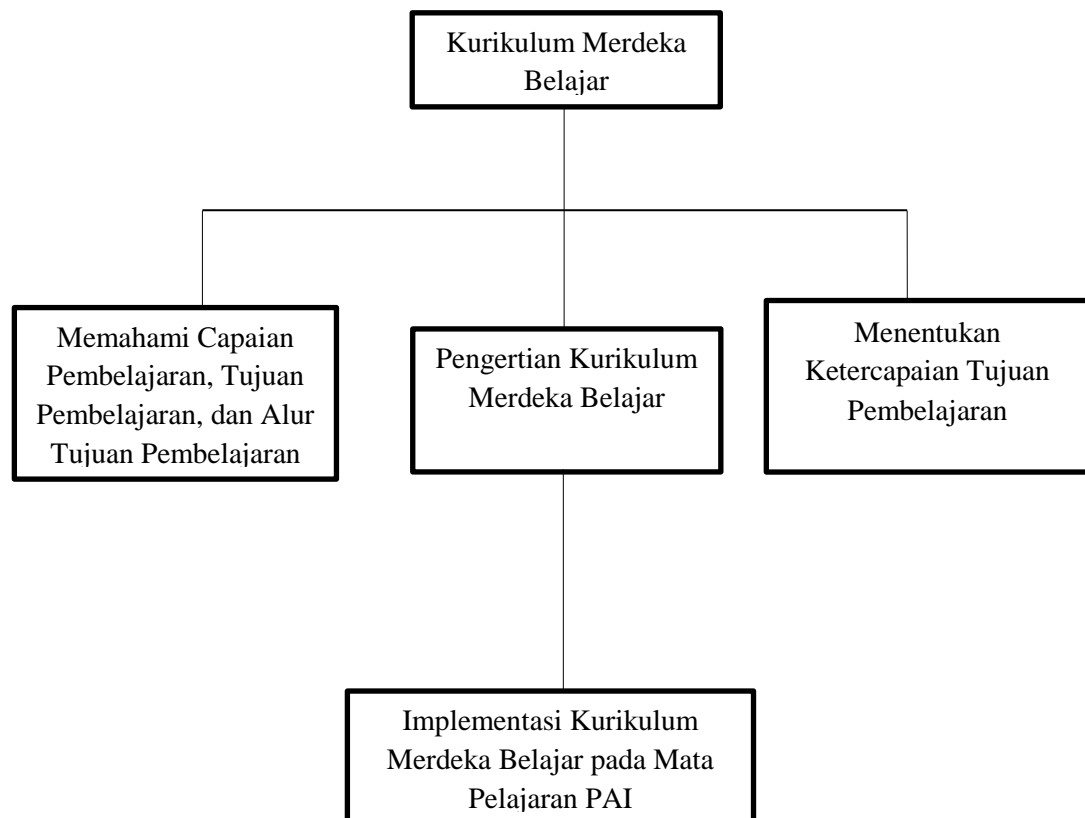 Kurikulum Merdeka
Belajar
Memahami Capaian
Pembelajaran, Tujuan
Pembelajaran, dan Alur
Tujuan Pembelajaran
Pengertian Kurikulum
Merdeka Belajar
Menentukan
Ketercapaian Tujuan
Pembelajaran
Implementasi Kurikulum
Merdeka Belajar pada Mata
Pelajaran PAI